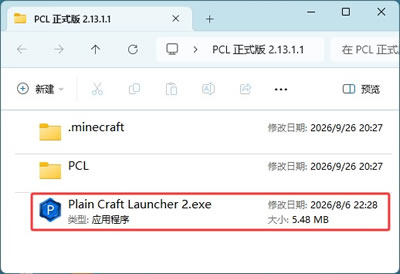 PCL 正式版 2.13.1.1
PCL 正式版 2.13.1.1
在 PCL 正式
新建
预览
.minecraft
修改日期: 2026/9/26 20:27
PCL
修改日期: 2026/9/26 20:27
Plain Craft Launcher 2.exe
修改日期: 2026/8/6 22:28
类型: 应用程序
大小: 5.48 MB